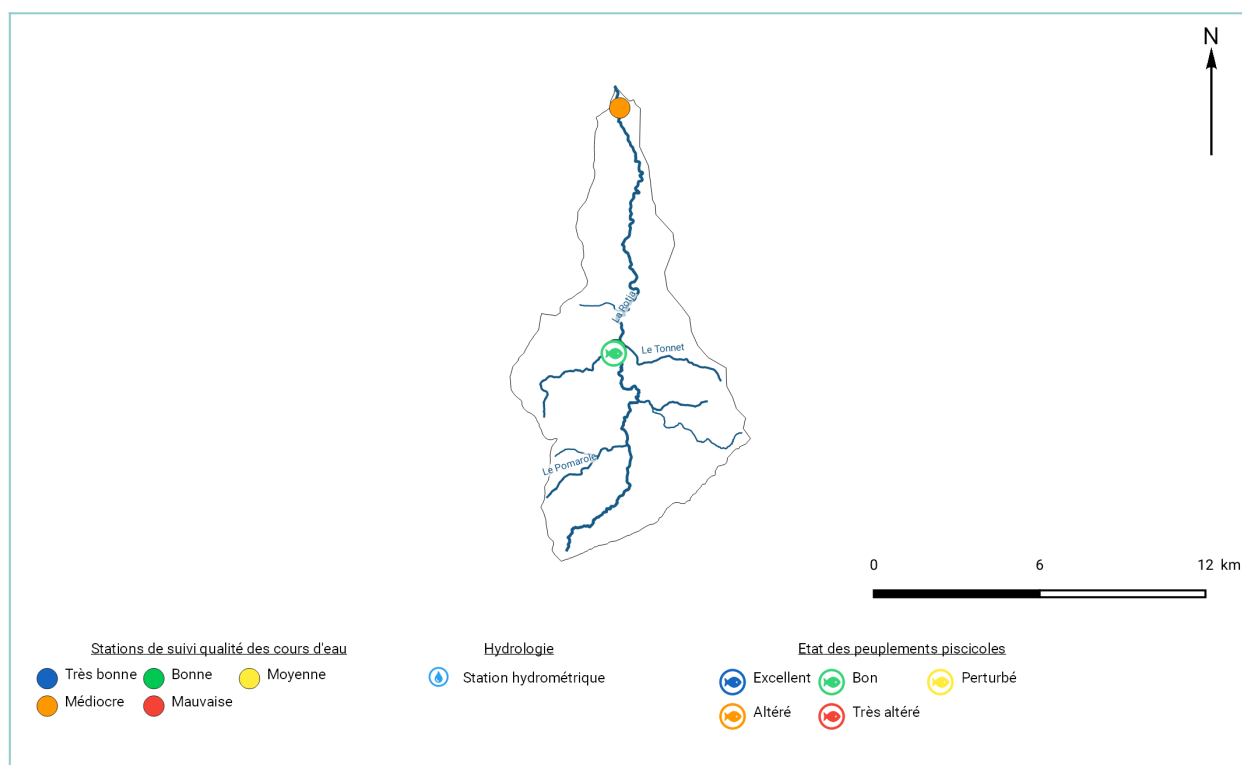 N
La Rotja
Le Tonnet
Le Pomarole
0 6 12 km
Stations de suivi qualité des cours d'eau
Très bonne
Bonne
Moyenne
Médiocre
Mauvaise
Hydrologie
Station hydrométrique
Etat des peuplements piscicoles
Excellent
Bon
Perturbé
Altéré
Très altéré